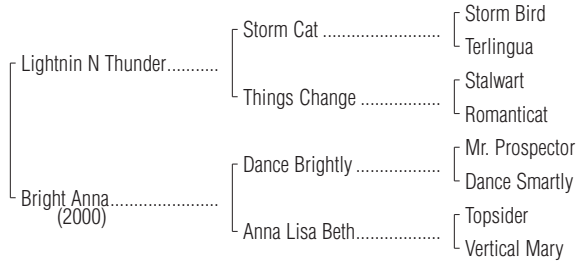 Storm Bird
Storm Cat ..............................
Terlingua
Lightnin N Thunder...........
Stalwart
Things Change .....................
Romanticat
Mr. Prospector
Dance Brightly ......................
Dance Smartly
Bright Anna............................
(2000)
Topsider
Anna Lisa Beth......................
Vertical Mary